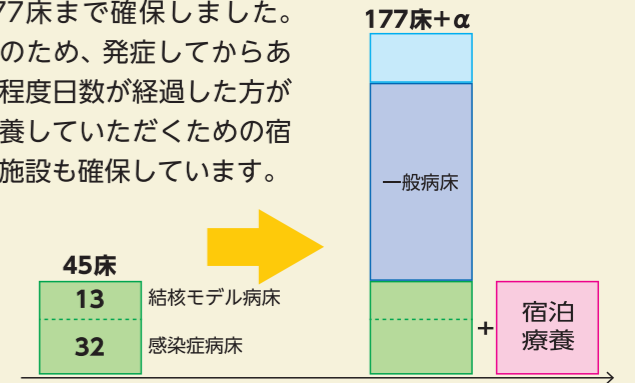 77床まで確保しました。
のため、発症してからあ
程度日数が経過した方が
養していただくための宿
施設も確保しています。
177床+α
一般病床
45床
13 結核モデル病床
32 感染症病床
+
宿泊
療養